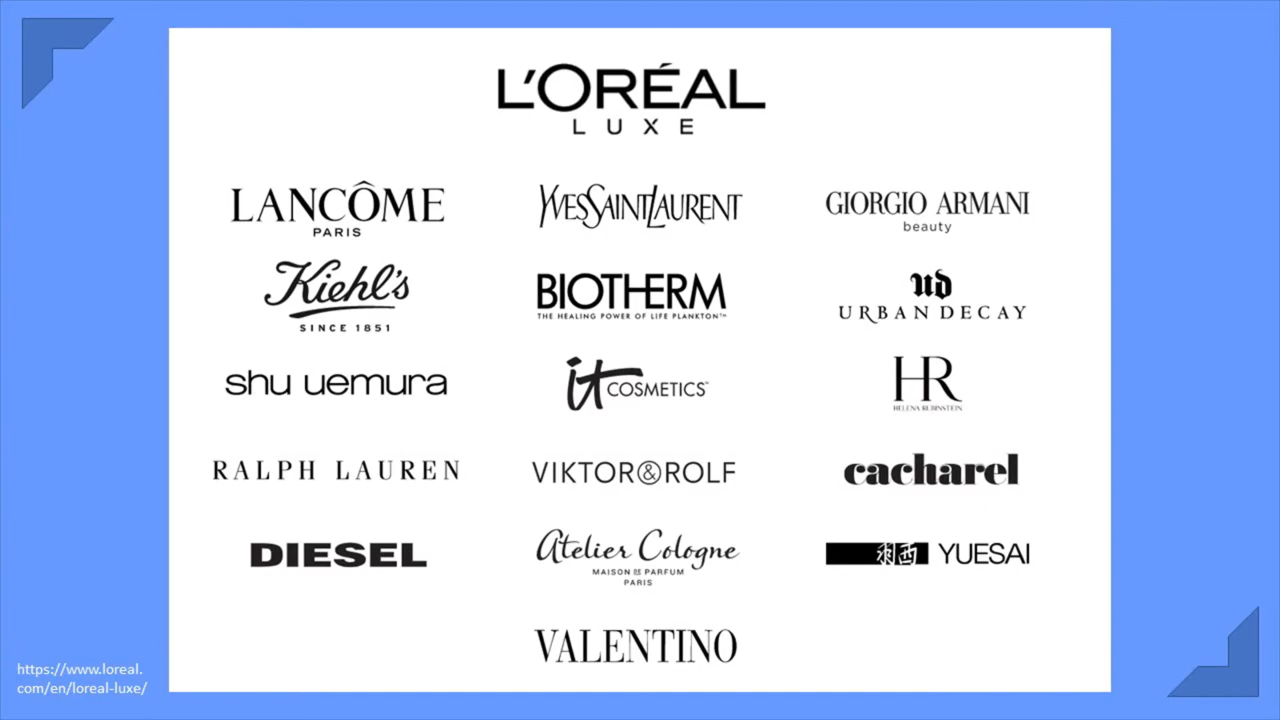 L'ORÉAL
LUXE
LANCÔME
PARIS
YVESSAINTLAURENT
GIORGIO ARMANI
beauty
Kiehl's
SINCE 1851
BIOTHERM
THE HEALING POWER OF LIFE PLANKTON™
ud
URBAN DECAY
shu uemura
it COSMETICS™
HR
HELENA RUBINSTEIN
RALPH LAUREN
VIKTOR&ROLF
cacharel
DIESEL
Atelier Cologne
MAISON DE PARFUM
PARIS
羽西 YUESAI
VALENTINO
https://www.loreal.
com/en/loreal-luxe/